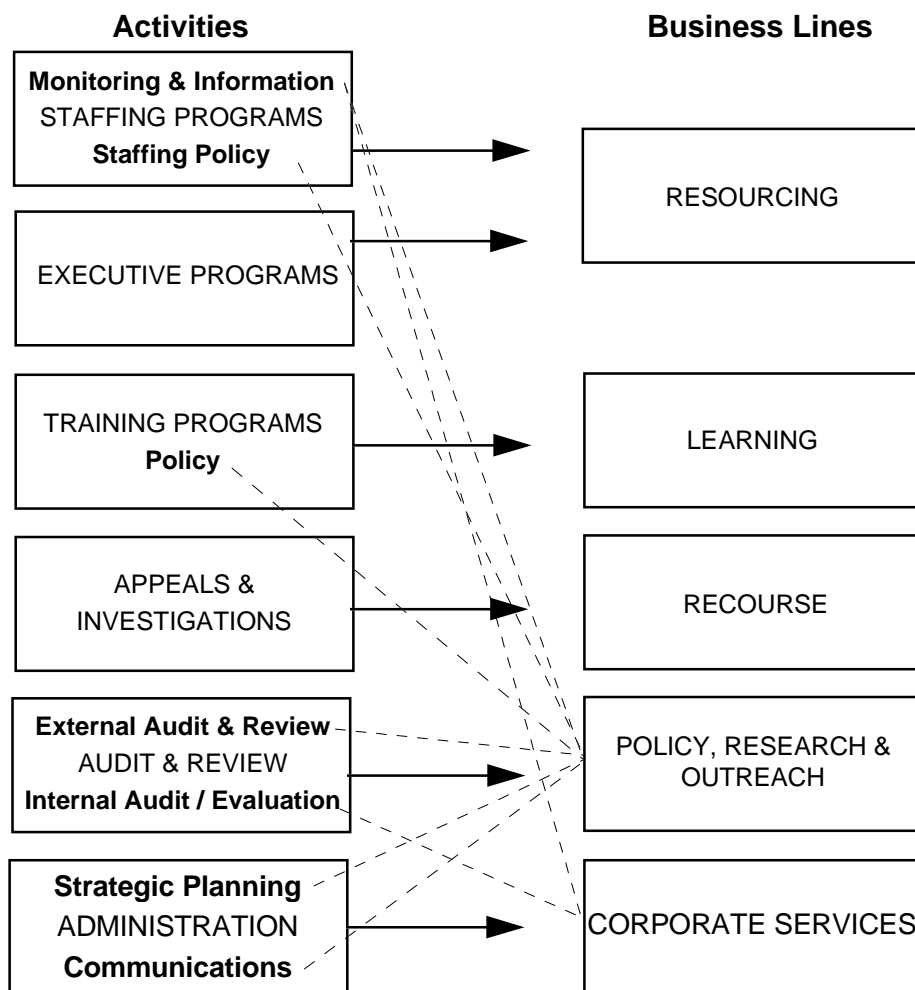 Activities
Business Lines
Monitoring & Information
STAFFING PROGRAMS
Staffing Policy
RESOURCING
EXECUTIVE PROGRAMS
TRAINING PROGRAMS
Policy
LEARNING
APPEALS &
INVESTIGATIONS
RECOURSE
External Audit & Review
AUDIT & REVIEW
Internal Audit / Evaluation
POLICY, RESEARCH &
OUTREACH
Strategic Planning
ADMINISTRATION
Communications
CORPORATE SERVICES